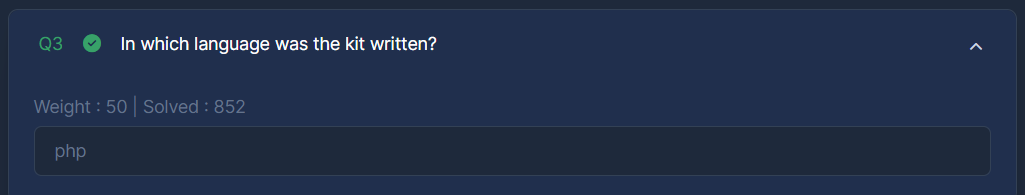 Q3 In which language was the kit written?
Weight : 50 | Solved : 852
php